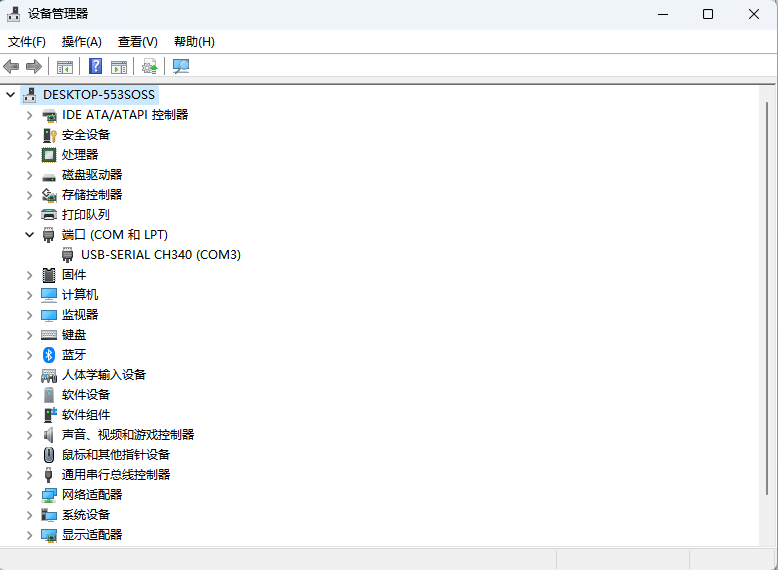 设备管理器
文件(F) 操作(A) 查看(V) 帮助(H)
DESKTOP-553SOSS
IDE ATA/ATAPI 控制器
安全设备
处理器
磁盘驱动器
存储控制器
打印队列
端口 (COM 和 LPT)
USB-SERIAL CH340 (COM3)
固件
计算机
监视器
键盘
蓝牙
人体学输入设备
软件设备
软件组件
声音、视频和游戏控制器
鼠标和其他指针设备
通用串行总线控制器
网络适配器
系统设备
显示适配器